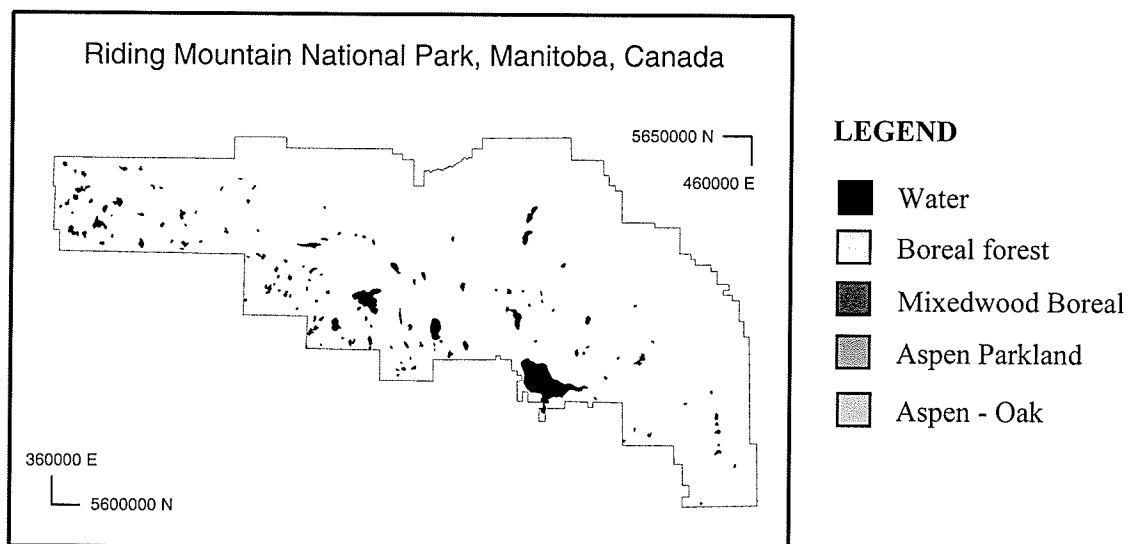 Riding Mountain National Park, Manitoba, Canada
5650000 N
460000 E
360000 E
5600000 N
LEGEND
Water
Boreal forest
Mixedwood Boreal
Aspen Parkland
Aspen - Oak